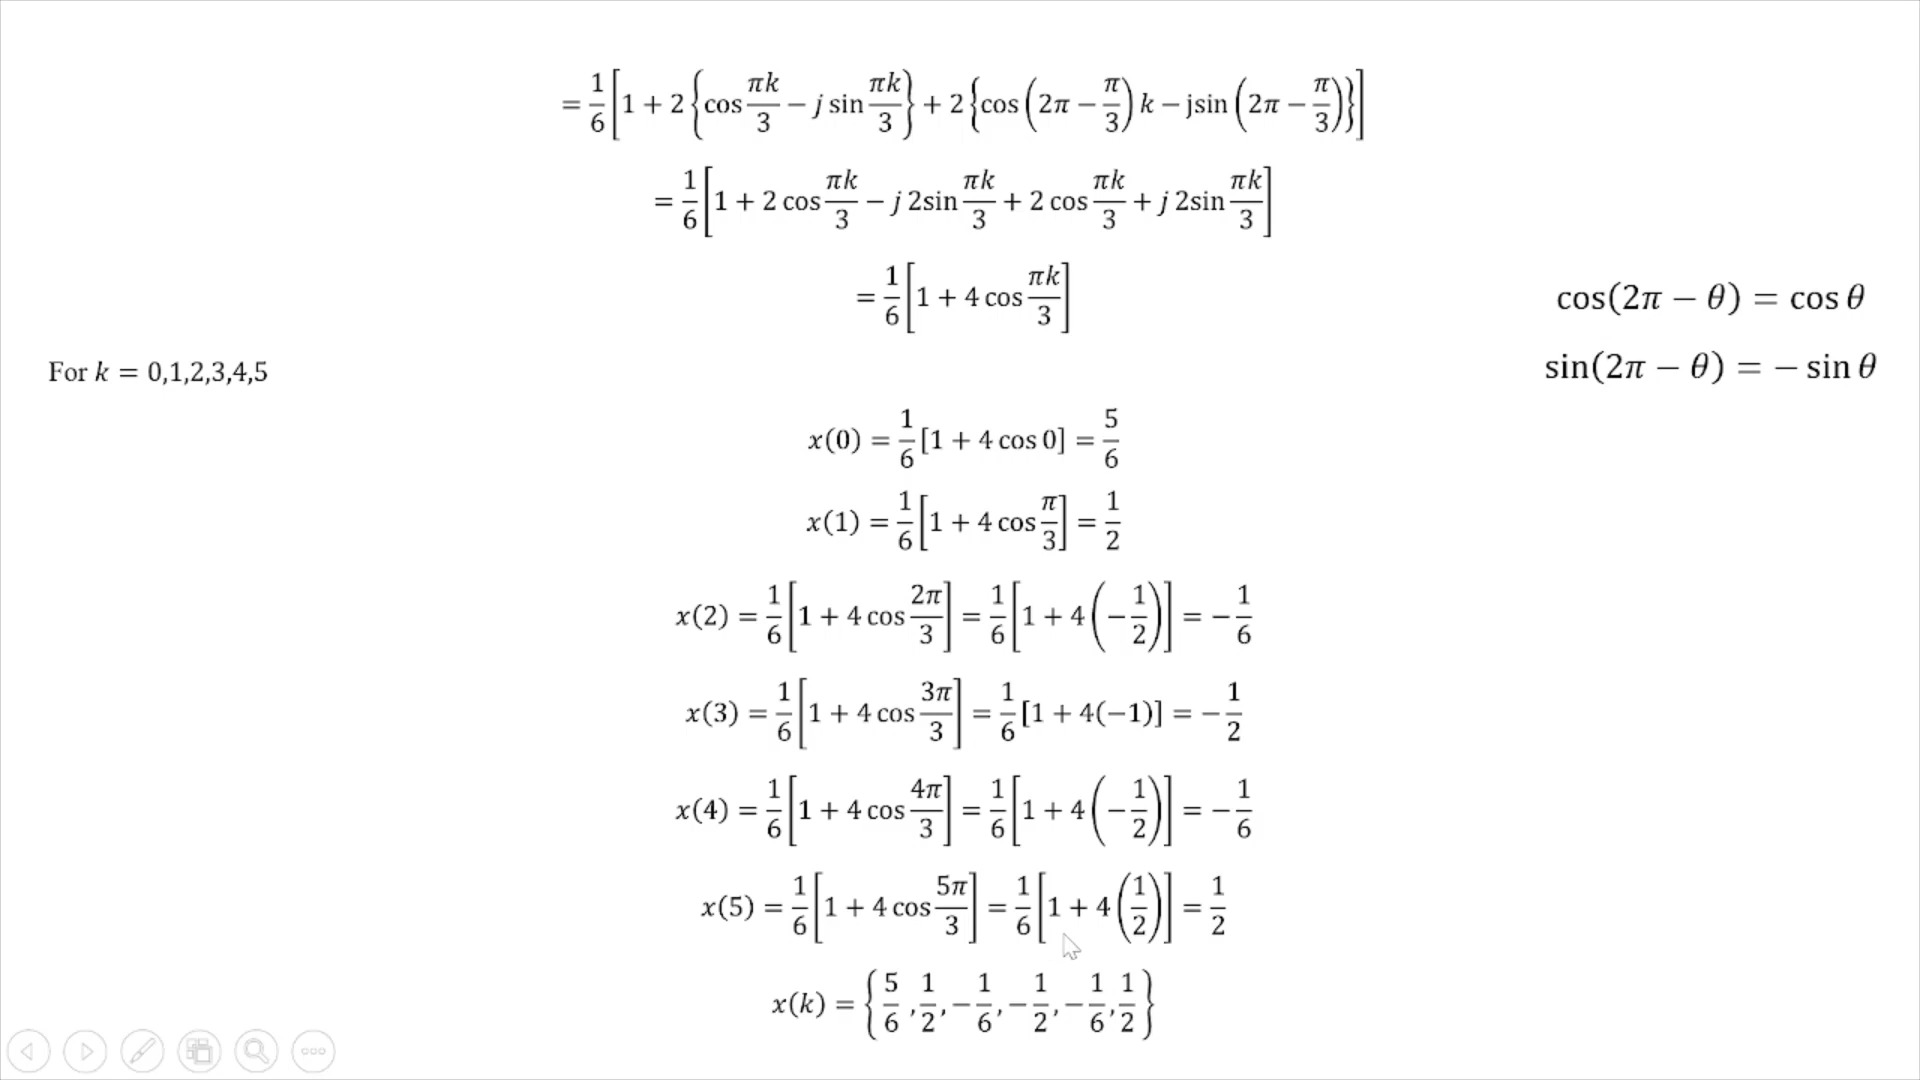 = 1/6 [1 + 2 {cos πk/3 − j sin πk/3} + 2 {cos (2π − π/3) k − jsin (2π − π/3)}]
= 1/6 [1 + 2 cos πk/3 − j 2sin πk/3 + 2 cos πk/3 + j 2sin πk/3]
= 1/6 [1 + 4 cos πk/3]
cos(2π − θ) = cos θ
sin(2π − θ) = − sin θ
For k = 0,1,2,3,4,5
x(0) = 1/6 [1 + 4 cos 0] = 5/6
x(1) = 1/6 [1 + 4 cos π/3] = 1/2
x(2) = 1/6 [1 + 4 cos 2π/3] = 1/6 [1 + 4 (−1/2)] = −1/6
x(3) = 1/6 [1 + 4 cos 3π/3] = 1/6 [1 + 4(−1)] = −1/2
x(4) = 1/6 [1 + 4 cos 4π/3] = 1/6 [1 + 4 (−1/2)] = −1/6
x(5) = 1/6 [1 + 4 cos 5π/3] = 1/6 [1 + 4 (1/2)] = 1/2
x(k) = {5/6, 1/2, −1/6, −1/2, −1/6, 1/2}